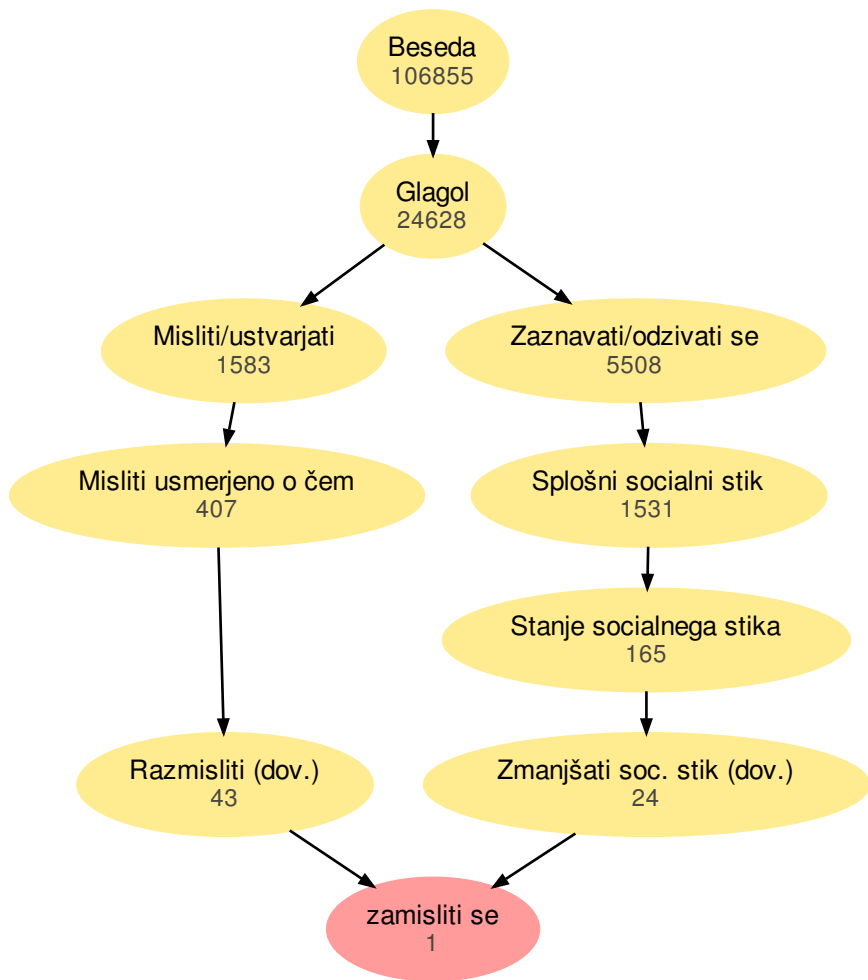 Beseda
106855
Glagol
24628
Misliti/ustvarjati
1583
Zaznavati/odzivati se
5508
Misliti usmerjeno o čem
407
Splošni socialni stik
1531
Stanje socialnega stika
165
Razmisliti (dov.)
43
Zmanjšati soc. stik (dov.)
24
zamisliti se
1